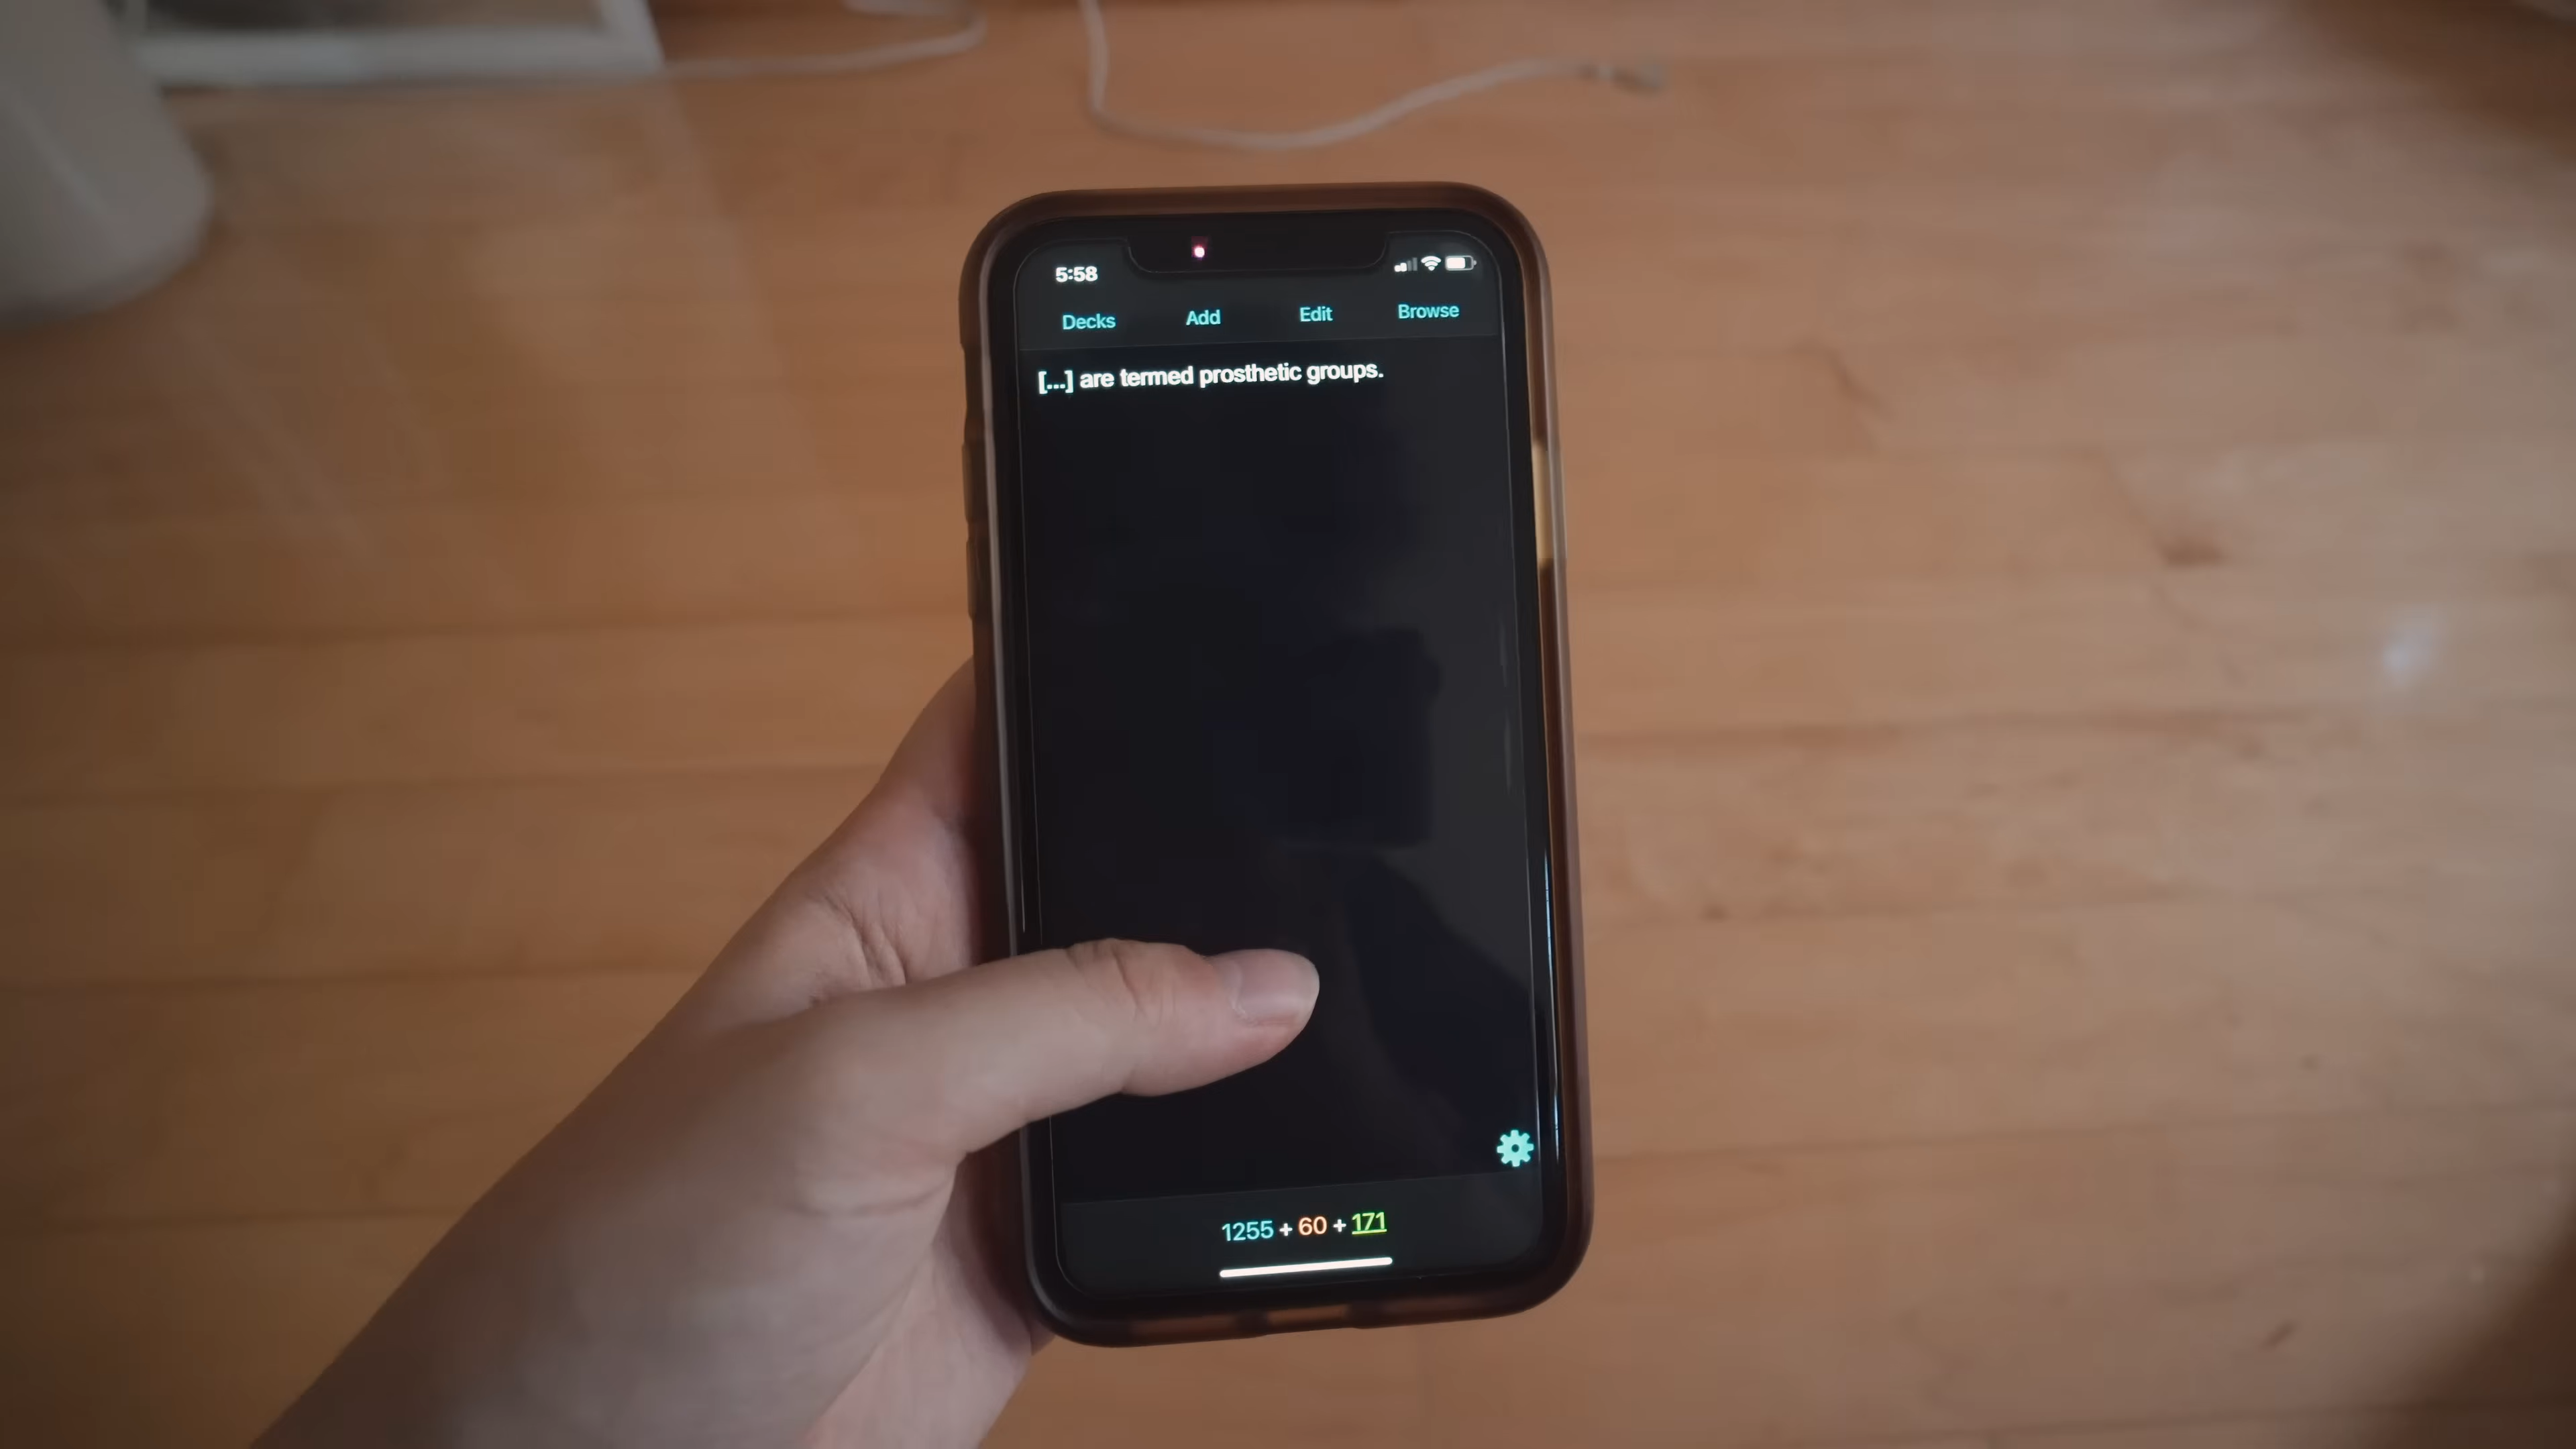 5:58
Decks Add Edit Browse
[...] are termed prosthetic groups.
1255 + 60 + 171